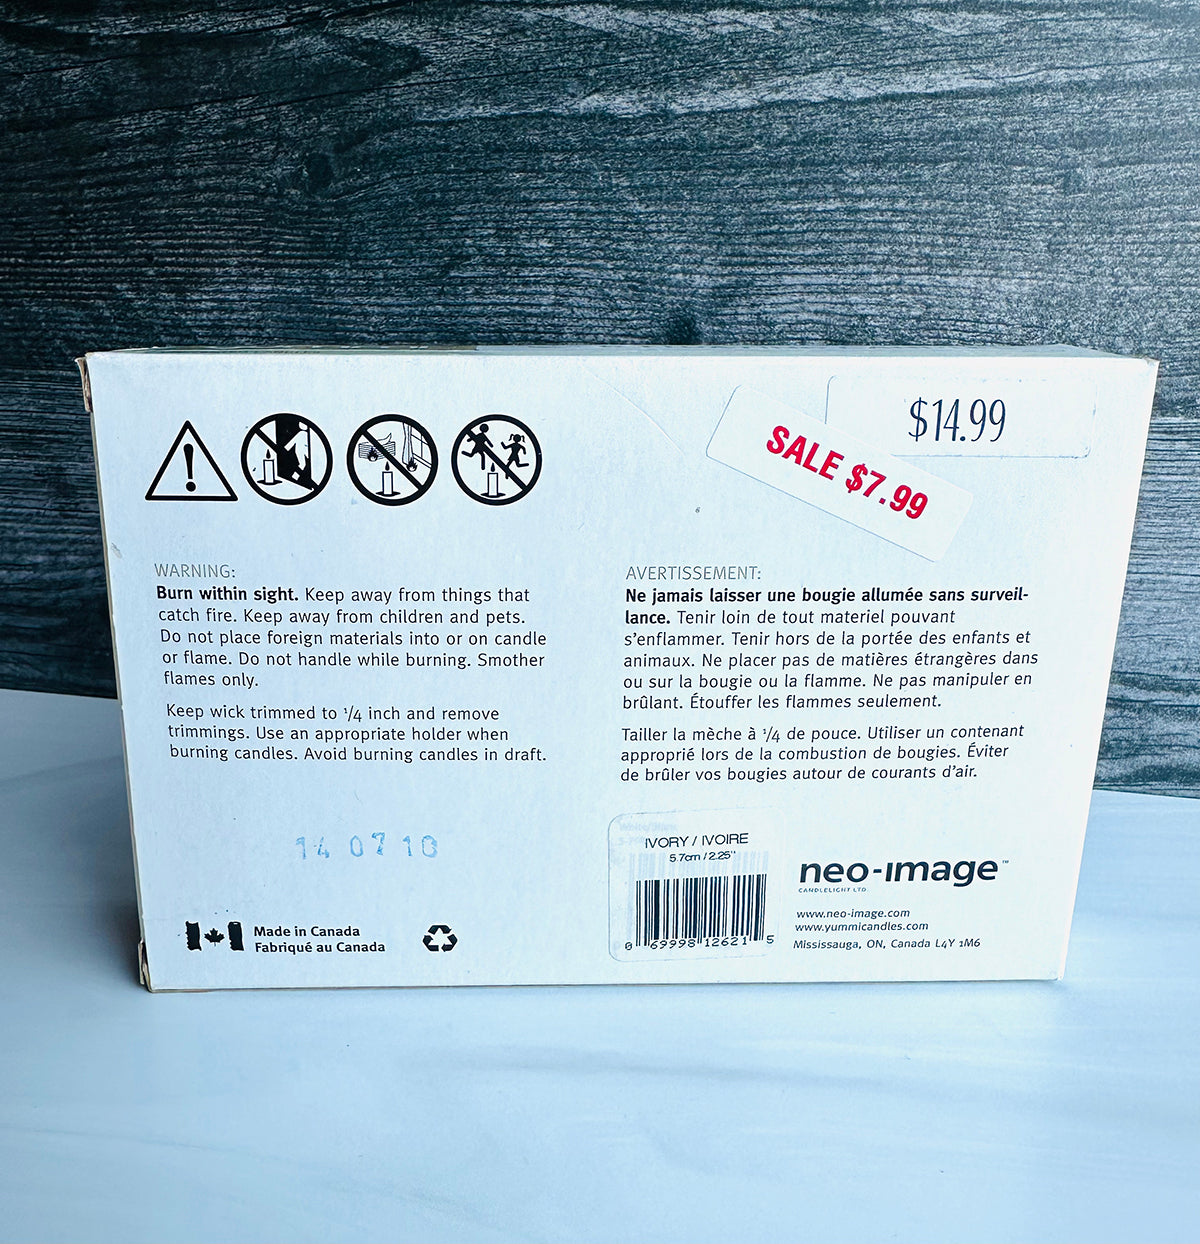 $14.99
SALE $7.99
WARNING:
Burn within sight. Keep away from things that
catch fire. Keep away from children and pets.
Do not place foreign materials into or on candle
or flame. Do not handle while burning. Smother
flames only.
Keep wick trimmed to 1/4 inch and remove
trimmings. Use an appropriate holder when
burning candles. Avoid burning candles in draft.
AVERTISSEMENT:
Ne jamais laisser une bougie allumée sans surveil-
lance. Tenir loin de tout materiel pouvant
s'enflammer. Tenir hors de la portée des enfants et
animaux. Ne placer pas de matières étrangères dans
ou sur la bougie ou la flamme. Ne pas manipuler en
brûlant. Étouffer les flammes seulement.
Tailler la mèche à 1/4 de pouce. Utiliser un contenant
approprié lors de la combustion de bougies. Éviter
de brûler vos bougies autour de courants d'air.
14 07 10
Made in Canada
Fabriqué au Canada
IVORY / IVOIRE
5.7cm / 2.25"
0 69998 12621 5
neo-image™
CANDLELIGHT LTD.
www.neo-image.com
www.yummicandles.com
Mississauga, ON, Canada L4Y 1M6